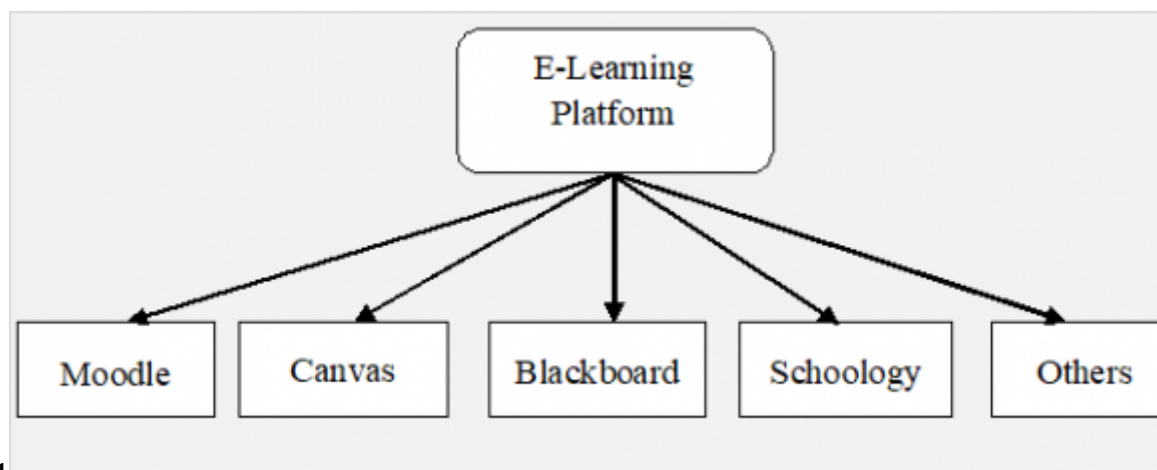 E-Learning
Platform
Moodle
Canvas
Blackboard
Schoology
Others